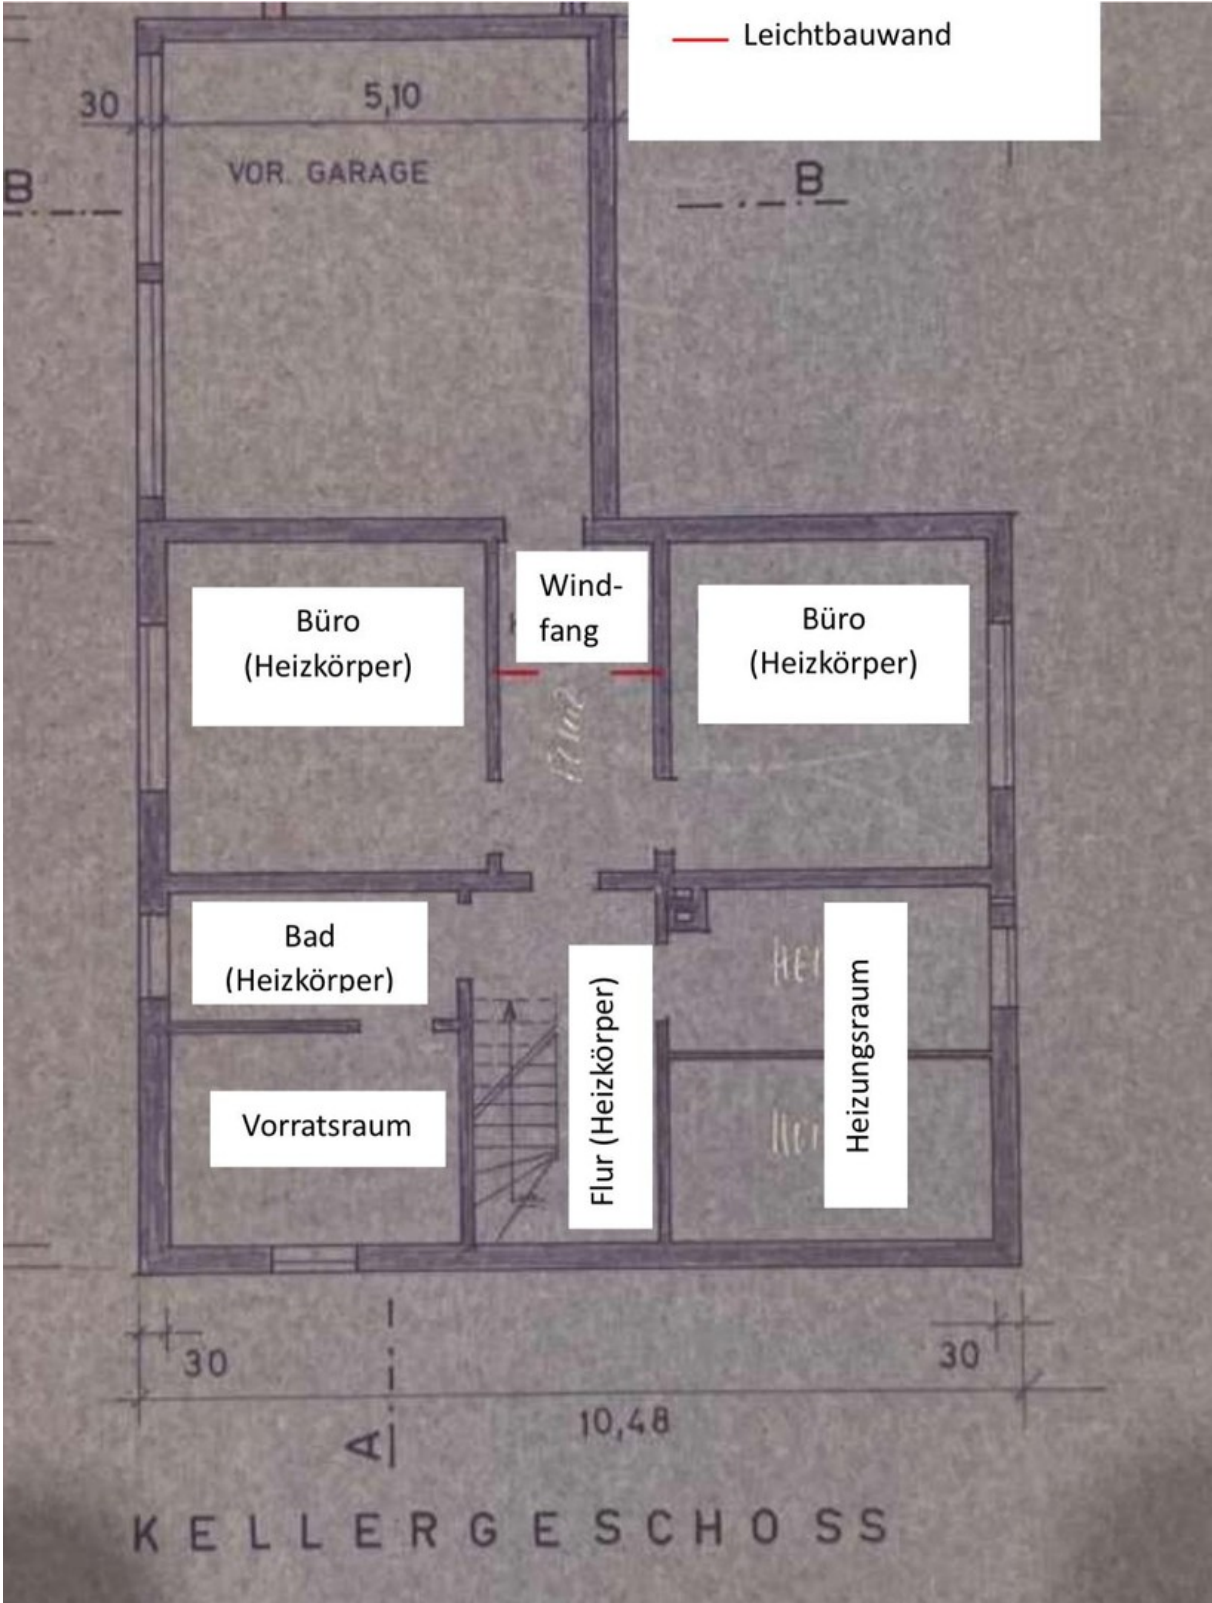 Leichtbauwand
30
5,10
VOR. GARAGE
B
B
Wind-
fang
Büro
(Heizkörper)
Büro
(Heizkörper)
Bad
(Heizkörper)
Flur (Heizkörper)
Heizungsraum
Vorratsraum
30
30
10,48
A
KELLERGESCHOSS